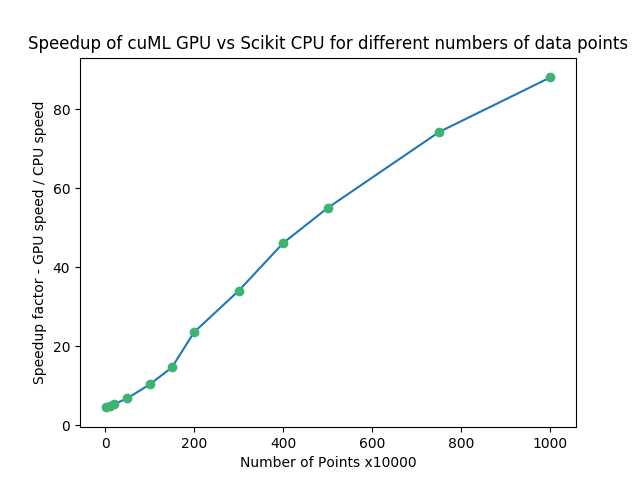 Speedup of cuML GPU vs Scikit CPU for different numbers of data points
Speedup factor - GPU speed / CPU speed
80
60
40
20
0
0 200 400 600 800 1000
Number of Points x10000